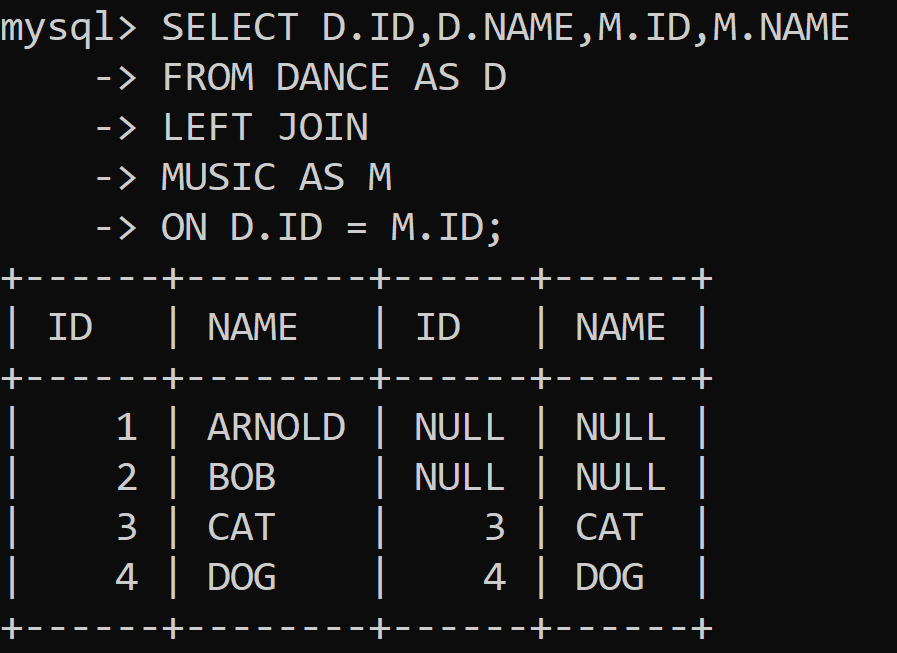 mysql> SELECT D.ID,D.NAME,M.ID,M.NAME
    -> FROM DANCE AS D
    -> LEFT JOIN
    -> MUSIC AS M
    -> ON D.ID = M.ID;
+------+--------+------+------+
| ID   | NAME   | ID   | NAME |
+------+--------+------+------+
|    1 | ARNOLD | NULL | NULL |
|    2 | BOB    | NULL | NULL |
|    3 | CAT    |    3 | CAT  |
|    4 | DOG    |    4 | DOG  |
+------+--------+------+------+